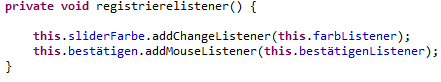 private void registrierelistener() {
this.sliderFarbe.addChangeListener(this.farbListener);
this.bestätigen.addMouseListener(this.bestätigenListener);
}